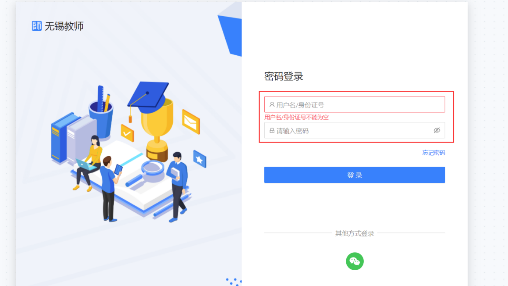 无锡教师
密码登录
用户名/身份证号
用户名/身份证号不能为空
请输入密码
忘记密码
登 录
其他方式登录